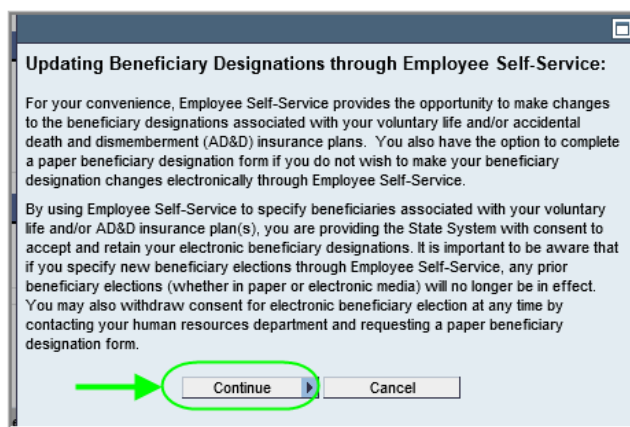 Updating Beneficiary Designations through Employee Self-Service:
For your convenience, Employee Self-Service provides the opportunity to make changes
to the beneficiary designations associated with your voluntary life and/or accidental
death and dismemberment (AD&D) insurance plans.  You also have the option to complete
a paper beneficiary designation form if you do not wish to make your beneficiary
designation changes electronically through Employee Self-Service.
By using Employee Self-Service to specify beneficiaries associated with your voluntary
life and/or AD&D insurance plan(s), you are providing the State System with consent to
accept and retain your electronic beneficiary designations. It is important to be aware that
if you specify new beneficiary elections through Employee Self-Service, any prior
beneficiary elections (whether in paper or electronic media) will no longer be in effect.
You may also withdraw consent for electronic beneficiary election at any time by
contacting your human resources department and requesting a paper beneficiary
designation form.
Continue Cancel